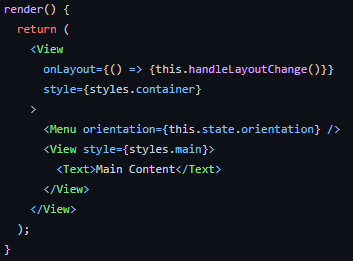 render() {
  return (
    <View
      onLayout={() => {this.handleLayoutChange()}}
      style={styles.container}
    >
      <Menu orientation={this.state.orientation} />
      <View style={styles.main}>
        <Text>Main Content</Text>
      </View>
    </View>
  );
}